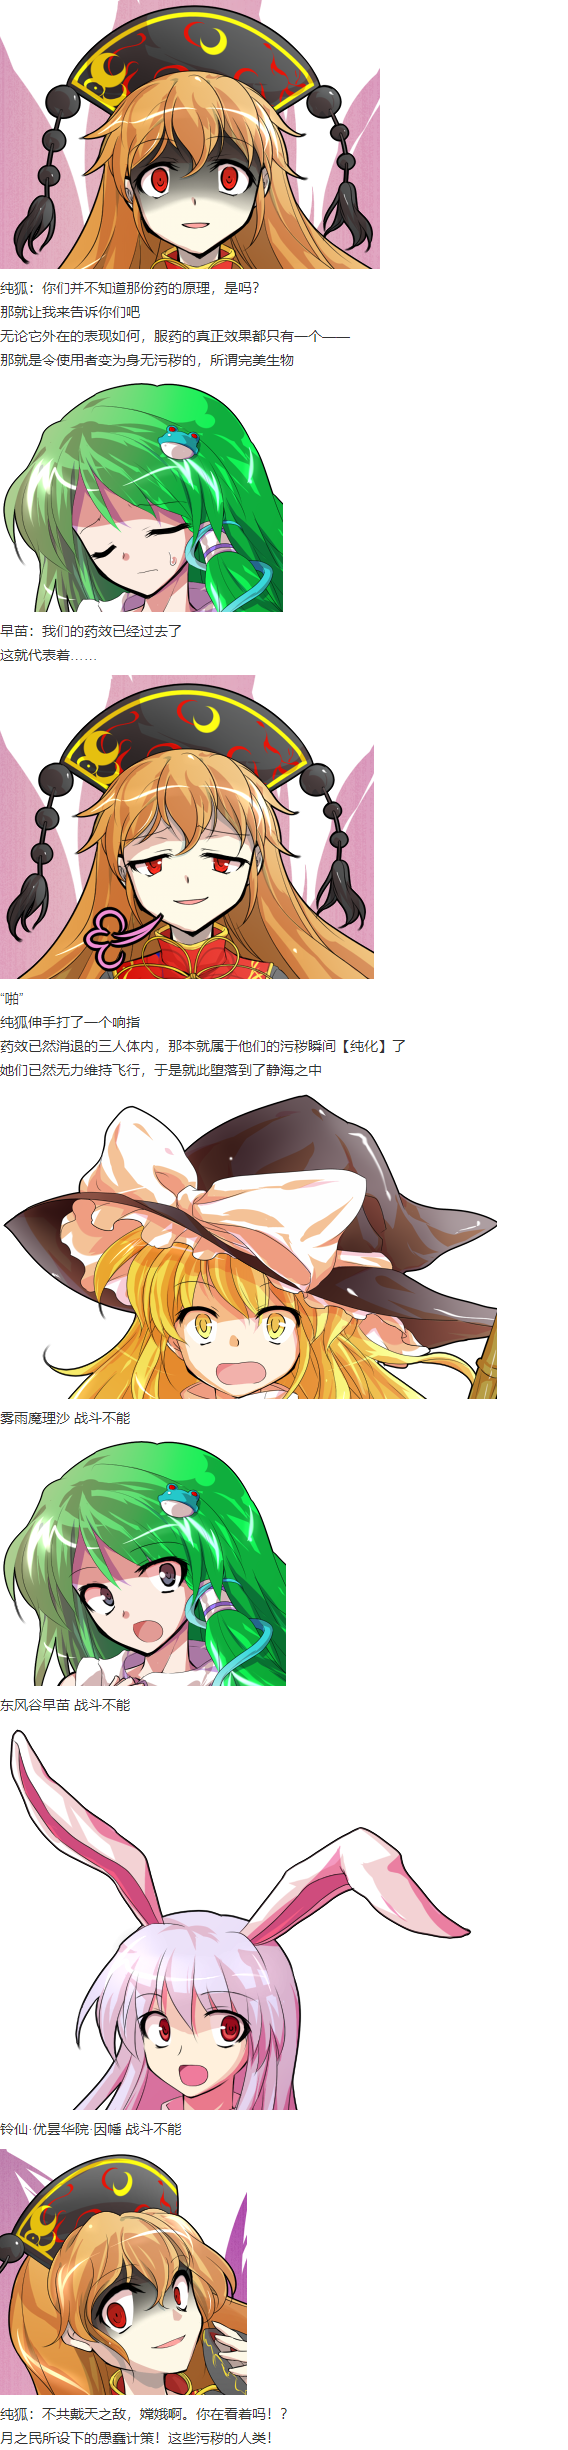 纯狐：你们并不知道那份药的原理，是吗？
那就让我来告诉你们吧
无论它外在的表现如何，服药的真正效果都只有一个——
那就是令使用者变为身无污秽的，所谓完美生物
早苗：我们的药效已经过去了
这就代表着……
“啪”
纯狐伸手打了一个响指
药效已然消退的三人体内，那本就属于他们的污秽瞬间【纯化】了
她们已然无力维持飞行，于是就此堕落到了静海之中
雾雨魔理沙 战斗不能
东风谷早苗 战斗不能
铃仙·优昙华院·因幡 战斗不能
纯狐：不共戴天之敌，嫦娥啊。你在看着吗！？
月之民所设下的愚蠢计策！这些污秽的人类！